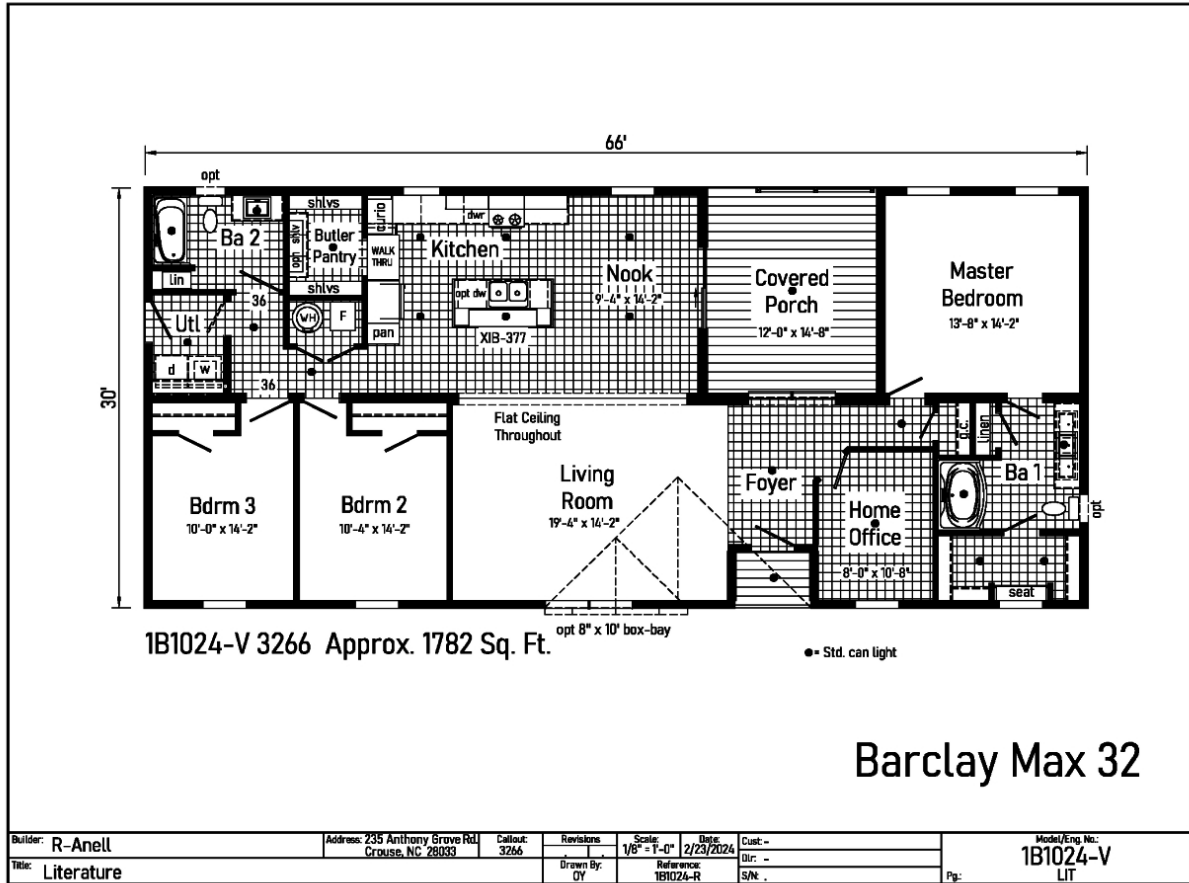 66'
30'
opt
Ba 2
lin
36
Utl
d
w
36
shlvs
opn shlv
Butler
Pantry
shlvs
WH
F
curio
WALK
THRU
pan
Kitchen
dwr
opt dw
XIB-377
Nook
9'-4" x 14'-2"
Covered
Porch
12'-0" x 14'-8"
Master
Bedroom
13'-8" x 14'-2"
Bdrm 3
10'-0" x 14'-2"
Bdrm 2
10'-4" x 14'-2"
Flat Ceiling
Throughout
Living
Room
19'-4" x 14'-2"
Foyer
Home
Office
8'-0" x 10'-8"
linen
Ba 1
opt
seat
opt 8" x 10' box-bay
1B1024-V 3266 Approx. 1782 Sq. Ft.
●= Std. can light
Barclay Max 32
Builder: R-Anell
Title: Literature
Address: 235 Anthony Grove Rd.
Crouse, NC 28033
Callout:
3266
Revisions
Drawn By:
OY
Scale:
1/8" = 1'-0"
Date:
2/23/2024
Reference:
1B1024-R
Cust: -
Dlr: -
S/N: .
Model/Eng. No.:
1B1024-V
Pg.: LIT